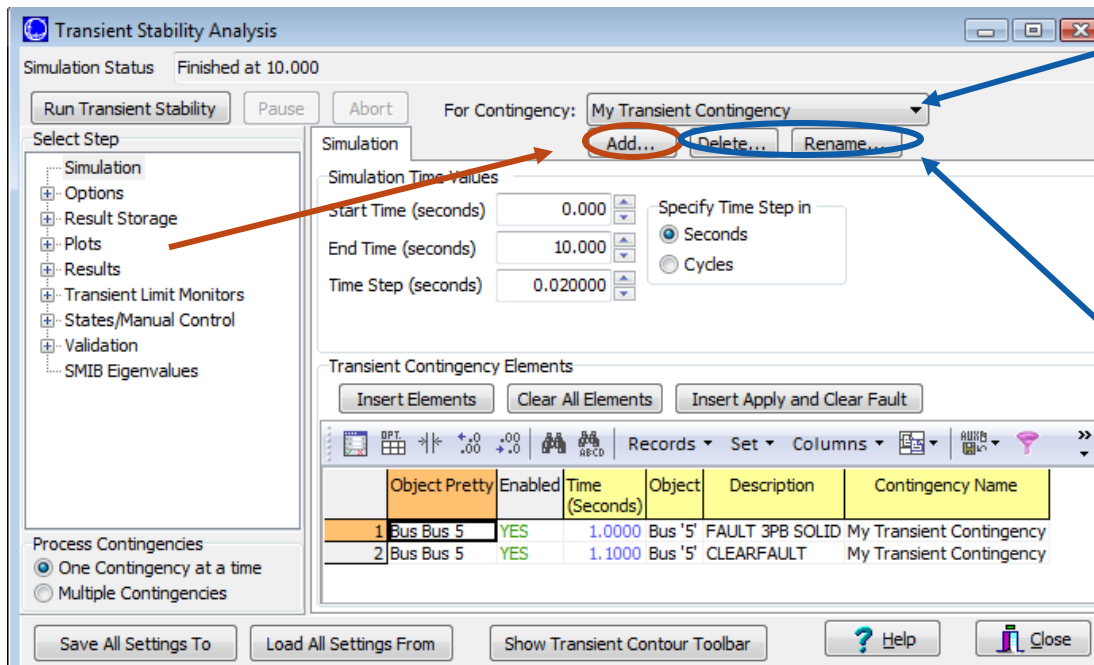 Transient Stability Analysis
Simulation Status Finished at 10.000
Run Transient Stability Pause Abort For Contingency: My Transient Contingency
Select Step
Simulation
Options
Result Storage
Plots
Results
Transient Limit Monitors
States/Manual Control
Validation
SMIB Eigenvalues
Process Contingencies
One Contingency at a time
Multiple Contingencies
Simulation Add... Delete... Rename...
Simulation Time Values
Start Time (seconds) 0.000
End Time (seconds) 10.000
Time Step (seconds) 0.020000
Specify Time Step in
Seconds
Cycles
Transient Contingency Elements
Insert Elements Clear All Elements Insert Apply and Clear Fault
Records Set Columns
Object Pretty Enabled Time (Seconds) Object Description Contingency Name
1 Bus Bus 5 YES 1.0000 Bus '5' FAULT 3PB SOLID My Transient Contingency
2 Bus Bus 5 YES 1.1000 Bus '5' CLEARFAULT My Transient Contingency
Save All Settings To Load All Settings From Show Transient Contour Toolbar Help Close